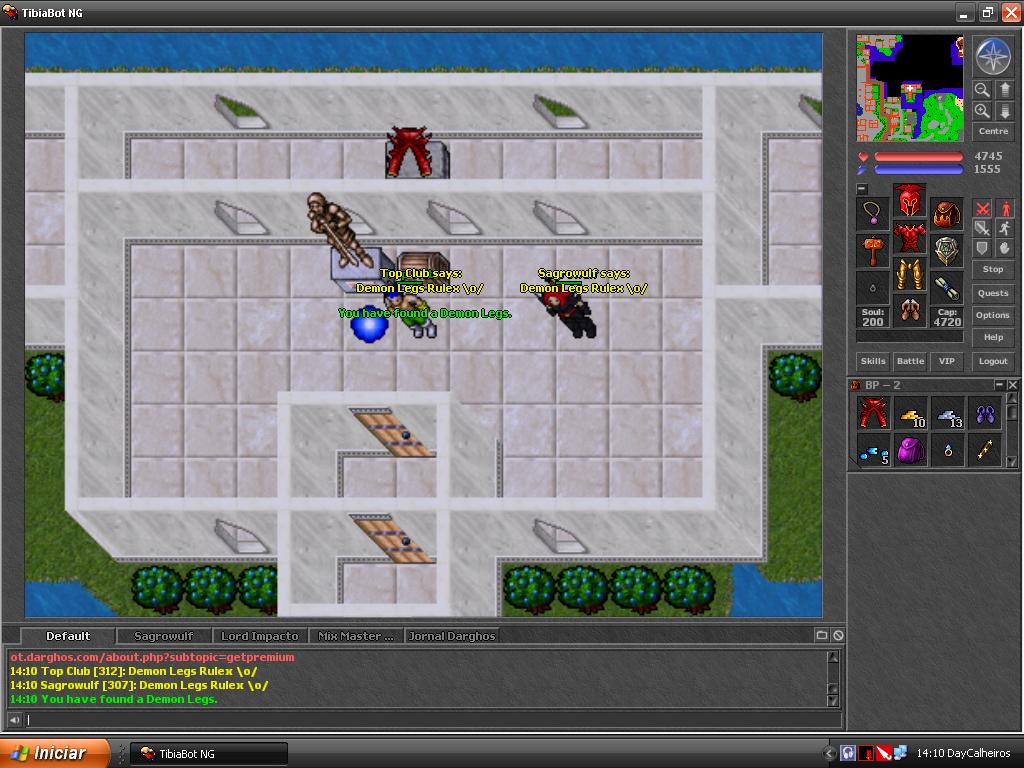 TibiaBot NG
Centre
4745
1555
Soul:
200
Cap:
4720
Stop
Quests
Options
Help
Skills
Battle
VIP
Logout
BP - 2
10
13
5
Top Club says:
Demon Legs Rulex \o/
Sagrowulf says:
Demon Legs Rulex \o/
You have found a Demon Legs.
Default
Sagrowulf
Lord Impacto
Mix Master ...
Jornal Darghos
ot.darghos.com/about.php?subtopic=getpremium
14:10 Top Club [312]: Demon Legs Rulex \o/
14:10 Sagrowulf [307]: Demon Legs Rulex \o/
14:10 You have found a Demon Legs.
Iniciar
TibiaBot NG
14:10 DayCalheiros